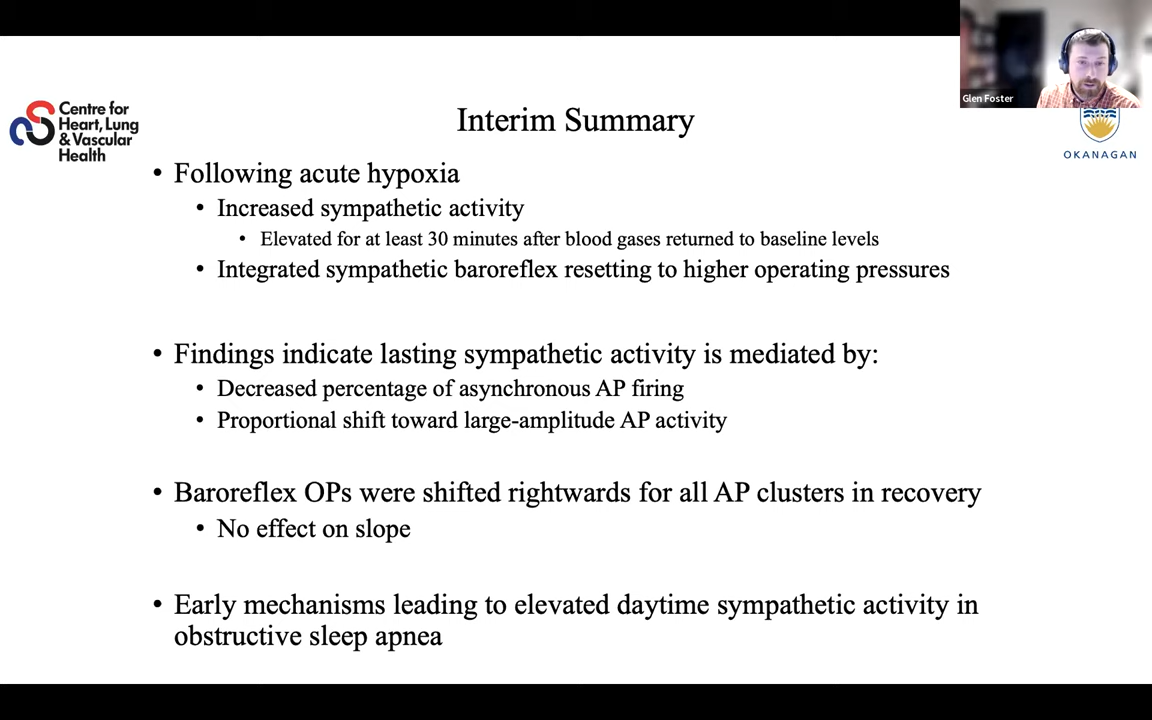 Glen Foster
Centre for
Heart, Lung
& Vascular
Health
OKANAGAN
Interim Summary
• Following acute hypoxia
• Increased sympathetic activity
• Elevated for at least 30 minutes after blood gases returned to baseline levels
• Integrated sympathetic baroreflex resetting to higher operating pressures
• Findings indicate lasting sympathetic activity is mediated by:
• Decreased percentage of asynchronous AP firing
• Proportional shift toward large-amplitude AP activity
• Baroreflex OPs were shifted rightwards for all AP clusters in recovery
• No effect on slope
• Early mechanisms leading to elevated daytime sympathetic activity in
obstructive sleep apnea